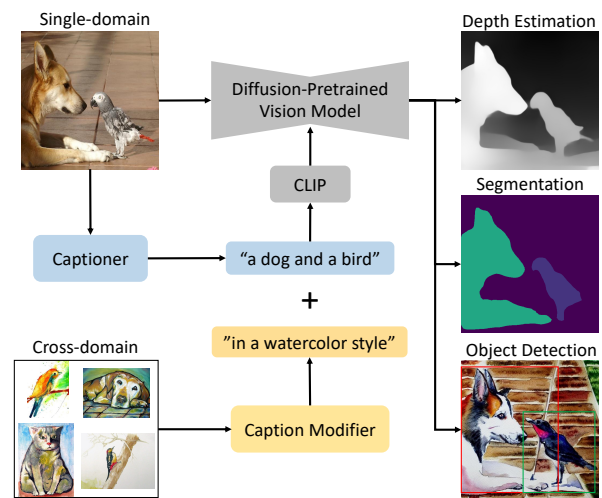 Single-domain
Depth Estimation
Diffusion-Pretrained
Vision Model
CLIP
Segmentation
Captioner
“a dog and a bird”
+
”in a watercolor style”
Cross-domain
Object Detection
Caption Modifier